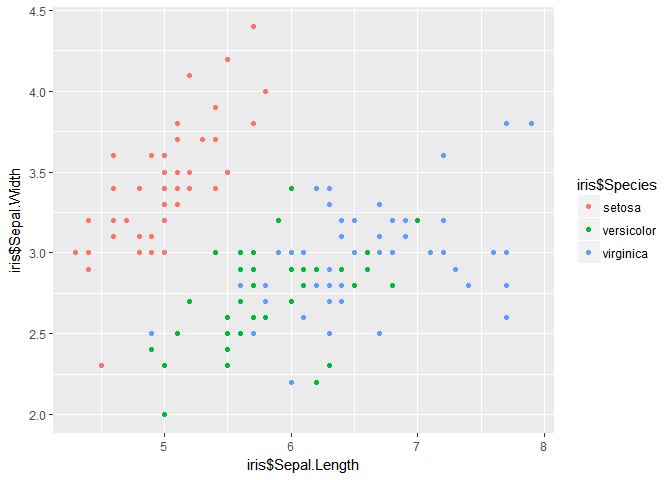 4.5
4.0
3.5
3.0
2.5
2.0
iris$Sepal.Width
5
6
7
8
iris$Sepal.Length
iris$Species
setosa
versicolor
virginica